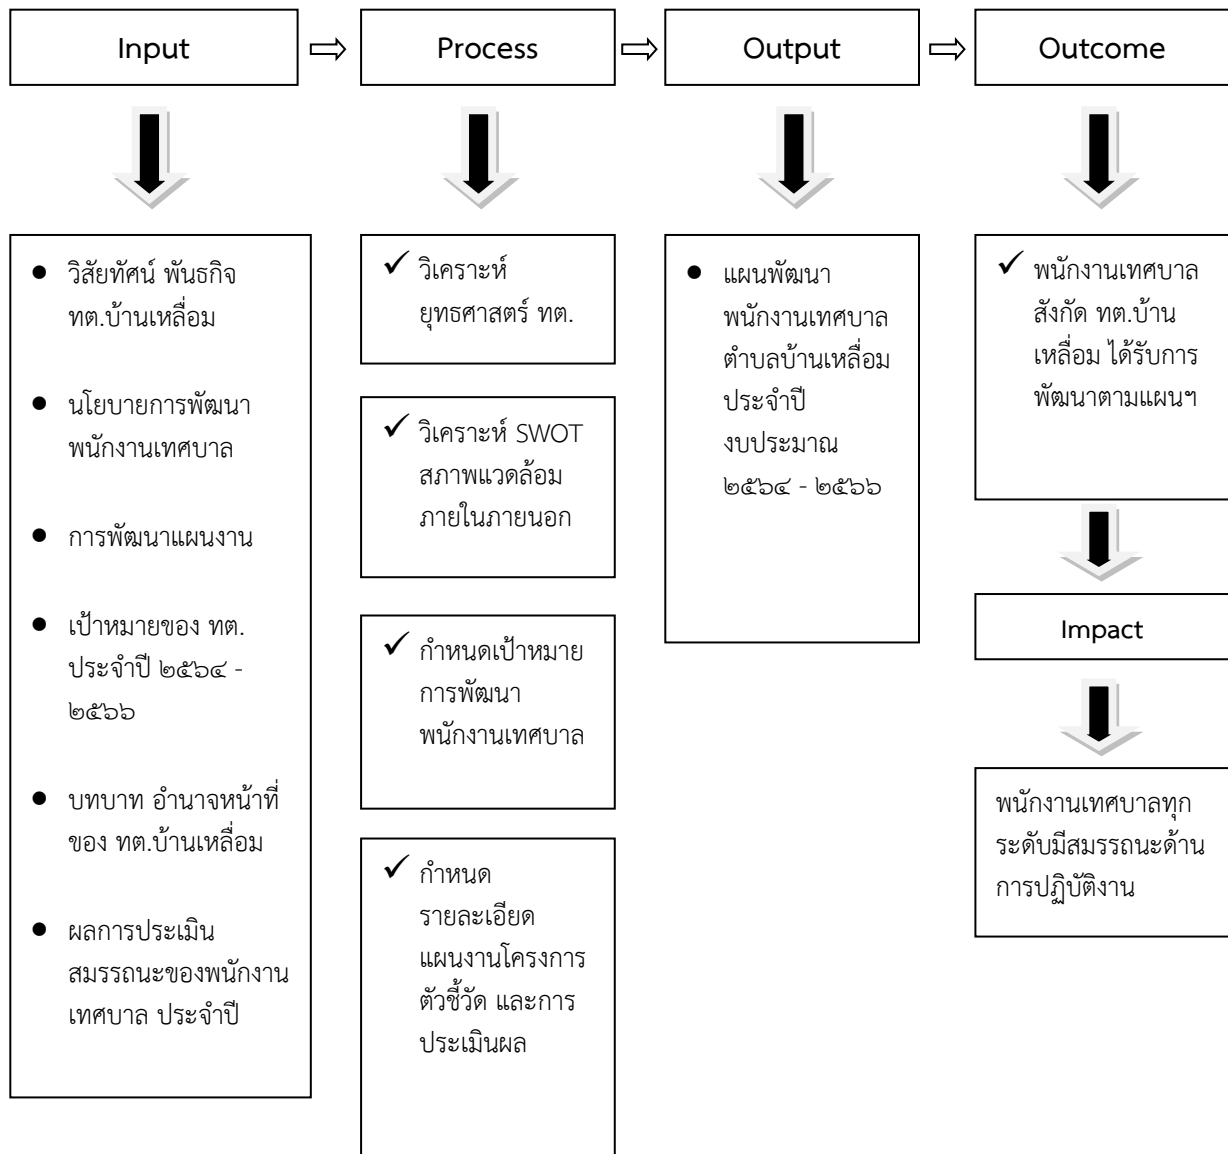 Input
Process
Output
Outcome
วิสัยทัศน์ พันธกิจ
ทต.บ้านเหลื่อม
นโยบายการพัฒนา
พนักงานเทศบาล
การพัฒนาแผนงาน
เป้าหมายของ ทต.
ประจำปี ๒๕๖๔ -
๒๕๖๖
บทบาท อำนาจหน้าที่
ของ ทต.บ้านเหลื่อม
ผลการประเมิน
สมรรถนะของพนักงาน
เทศบาล ประจำปี
วิเคราะห์
ยุทธศาสตร์ ทต.
วิเคราะห์ SWOT
สภาพแวดล้อม
ภายในภายนอก
กำหนดเป้าหมาย
การพัฒนา
พนักงานเทศบาล
กำหนด
รายละเอียด
แผนงานโครงการ
ตัวชี้วัด และการ
ประเมินผล
แผนพัฒนา
พนักงานเทศบาล
ตำบลบ้านเหลื่อม
ประจำปี
งบประมาณ
๒๕๖๔ - ๒๕๖๖
พนักงานเทศบาล
สังกัด ทต.บ้าน
เหลื่อม ได้รับการ
พัฒนาตามแผนฯ
Impact
พนักงานเทศบาลทุก
ระดับมีสมรรถนะด้าน
การปฏิบัติงาน